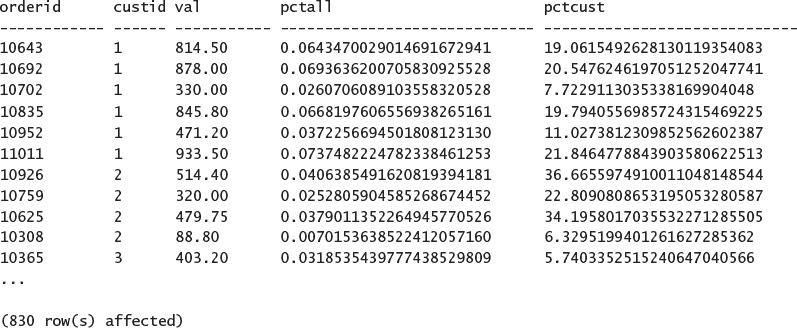 orderid custid val pctall pctcust
------------ ------ ----------- ----------------------------- -----------------------------
10643 1 814.50 0.0643470029014691672941 19.0615492628130119354083
10692 1 878.00 0.0693636200705830925528 20.5476246197051252047741
10702 1 330.00 0.0260706089103558320528 7.7229113035338169904048
10835 1 845.80 0.0668197606556938265161 19.7940556985724315469225
10952 1 471.20 0.0372256694501808123130 11.0273812309852562602387
11011 1 933.50 0.0737482224782338461253 21.8464778843903580622513
10926 2 514.40 0.0406385491620819394181 36.6655974910011048148544
10759 2 320.00 0.0252805904585268674452 22.8090808653195053280587
10625 2 479.75 0.0379011352264945770526 34.1958017035532271285505
10308 2 88.80 0.0070153638522412057160 6.3295199401261627285362
10365 3 403.20 0.0318535439777438529809 5.7403352515240647040566
...
(830 row(s) affected)